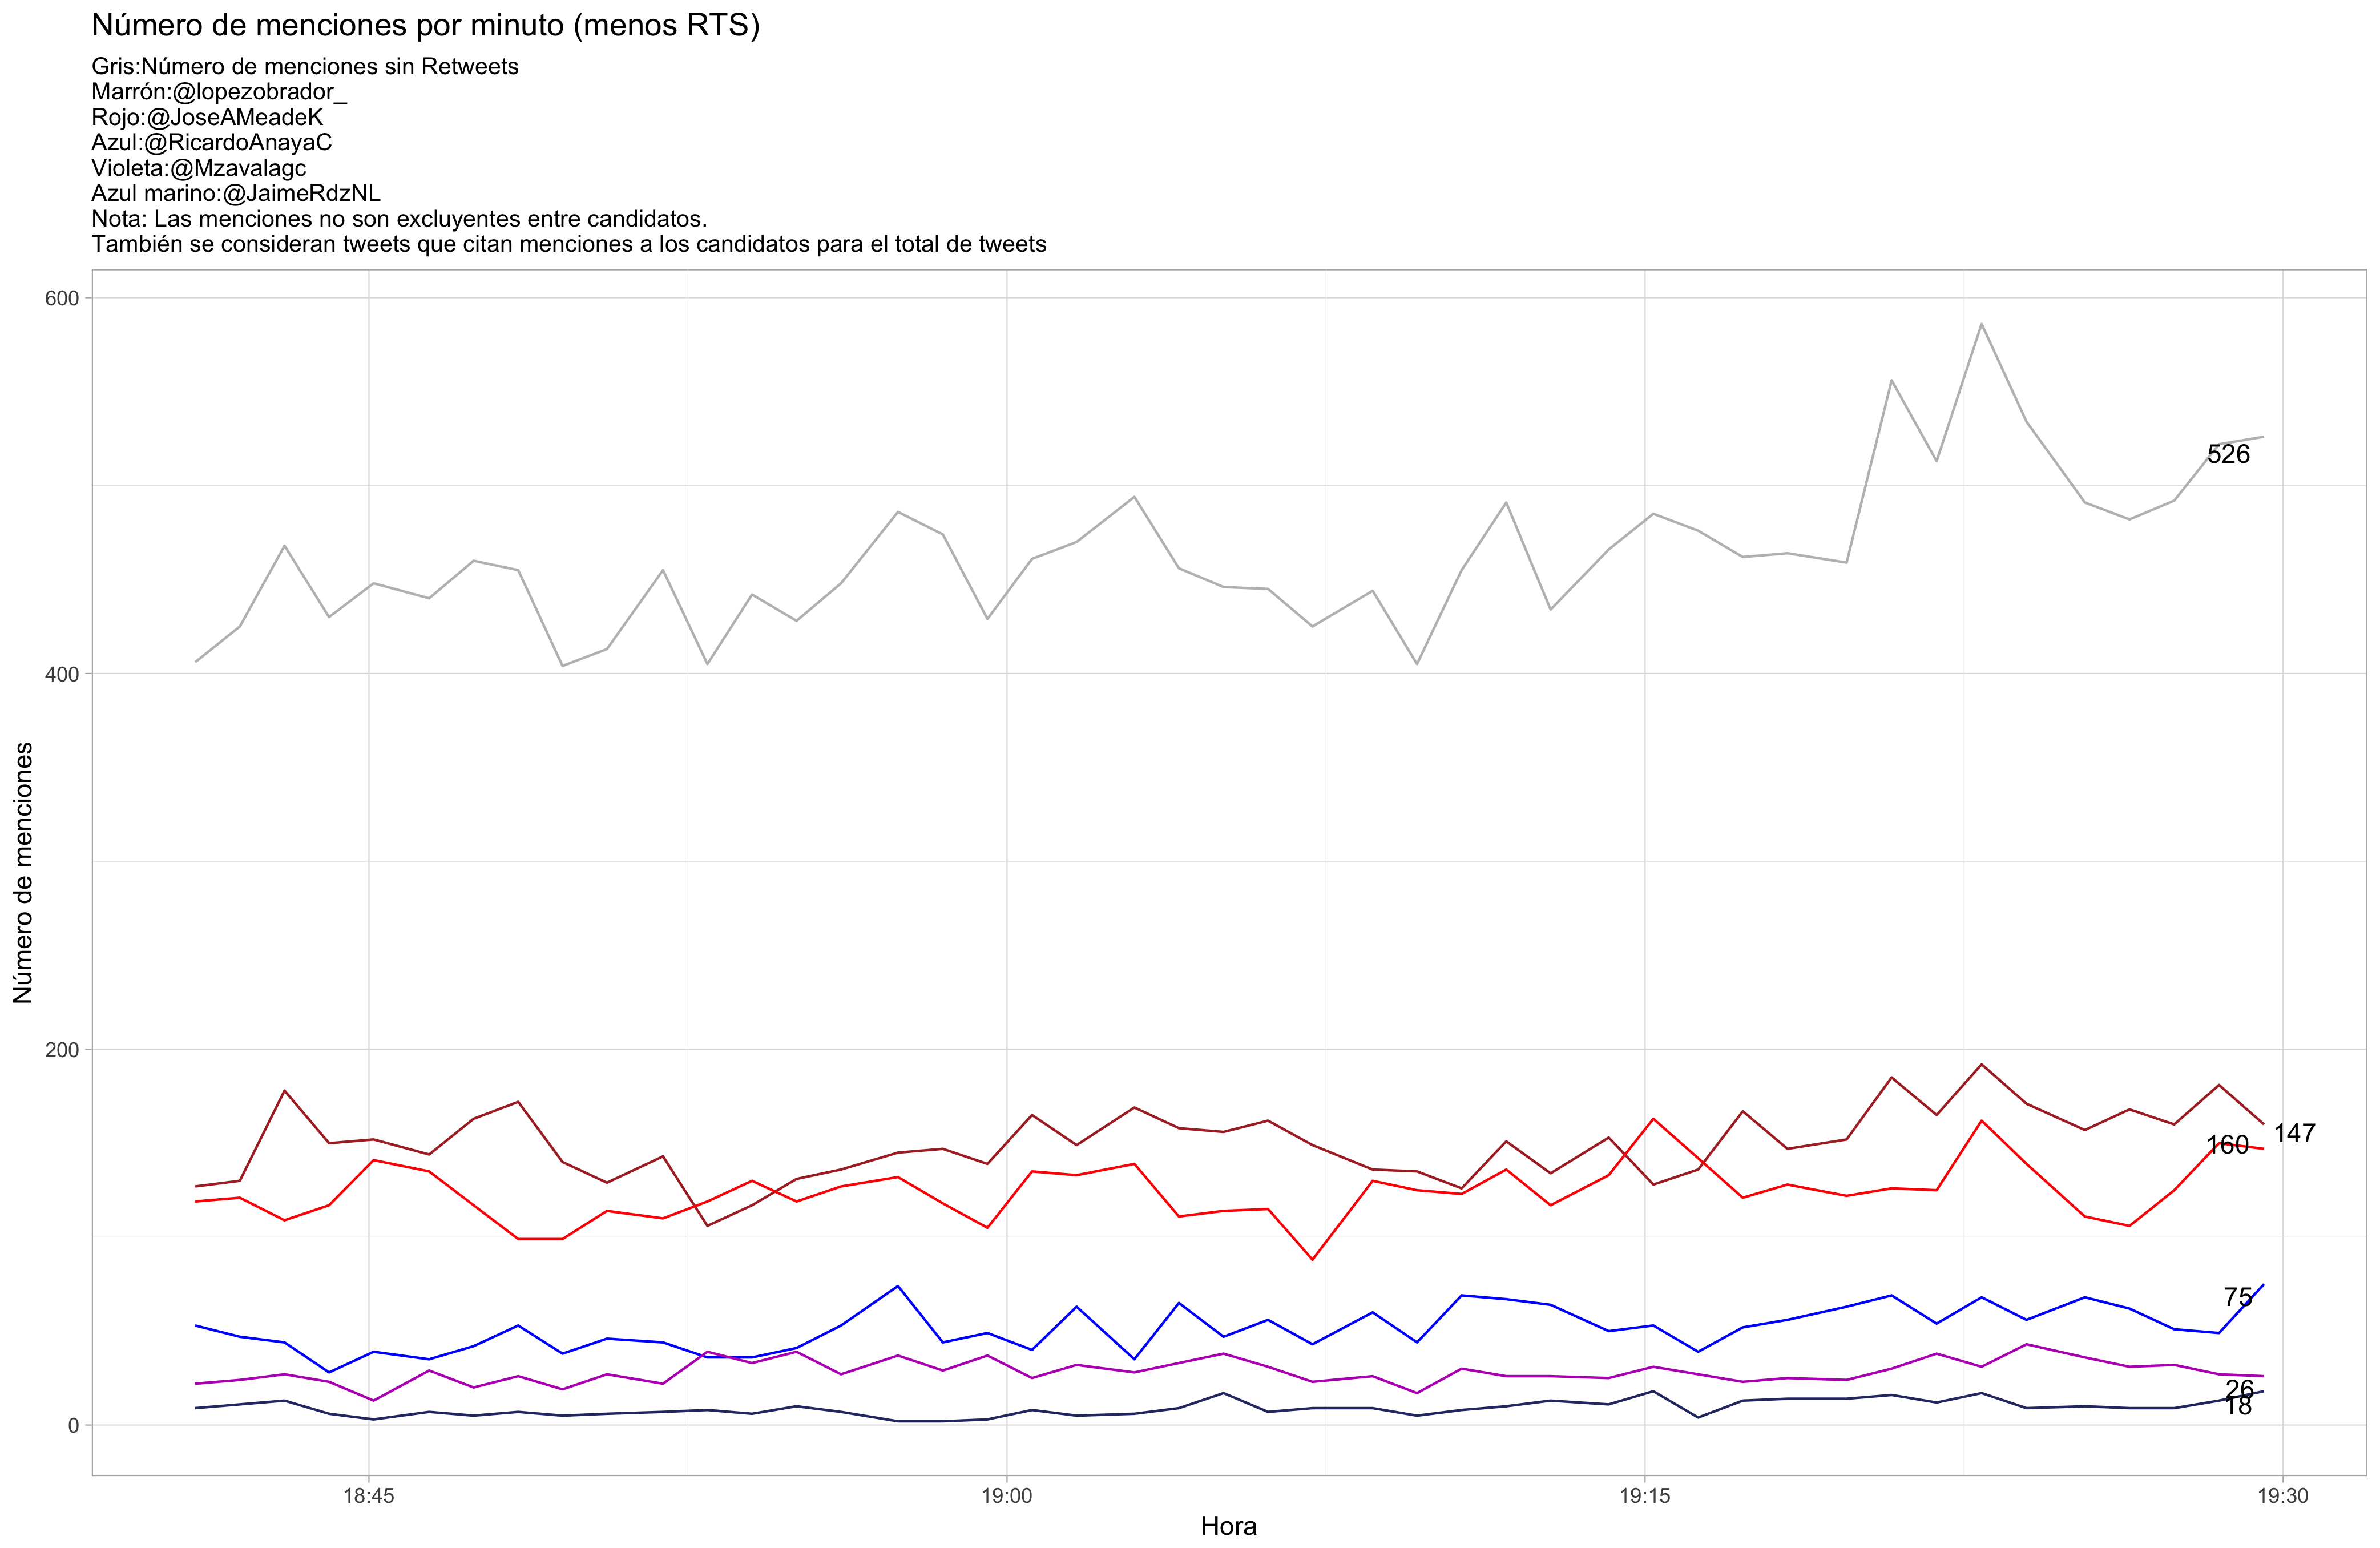 Número de menciones por minuto (menos RTS)
Gris:Número de menciones sin Retweets
Marrón:@lopezobrador_
Rojo:@JoseAMeadeK
Azul:@RicardoAnayaC
Violeta:@Mzavalagc
Azul marino:@JaimeRdzNL
Nota: Las menciones no son excluyentes entre candidatos.
También se consideran tweets que citan menciones a los candidatos para el total de tweets
600
526
400
Número de menciones
200
147
160
75
26
18
0
18:45
19:00
19:15
19:30
Hora